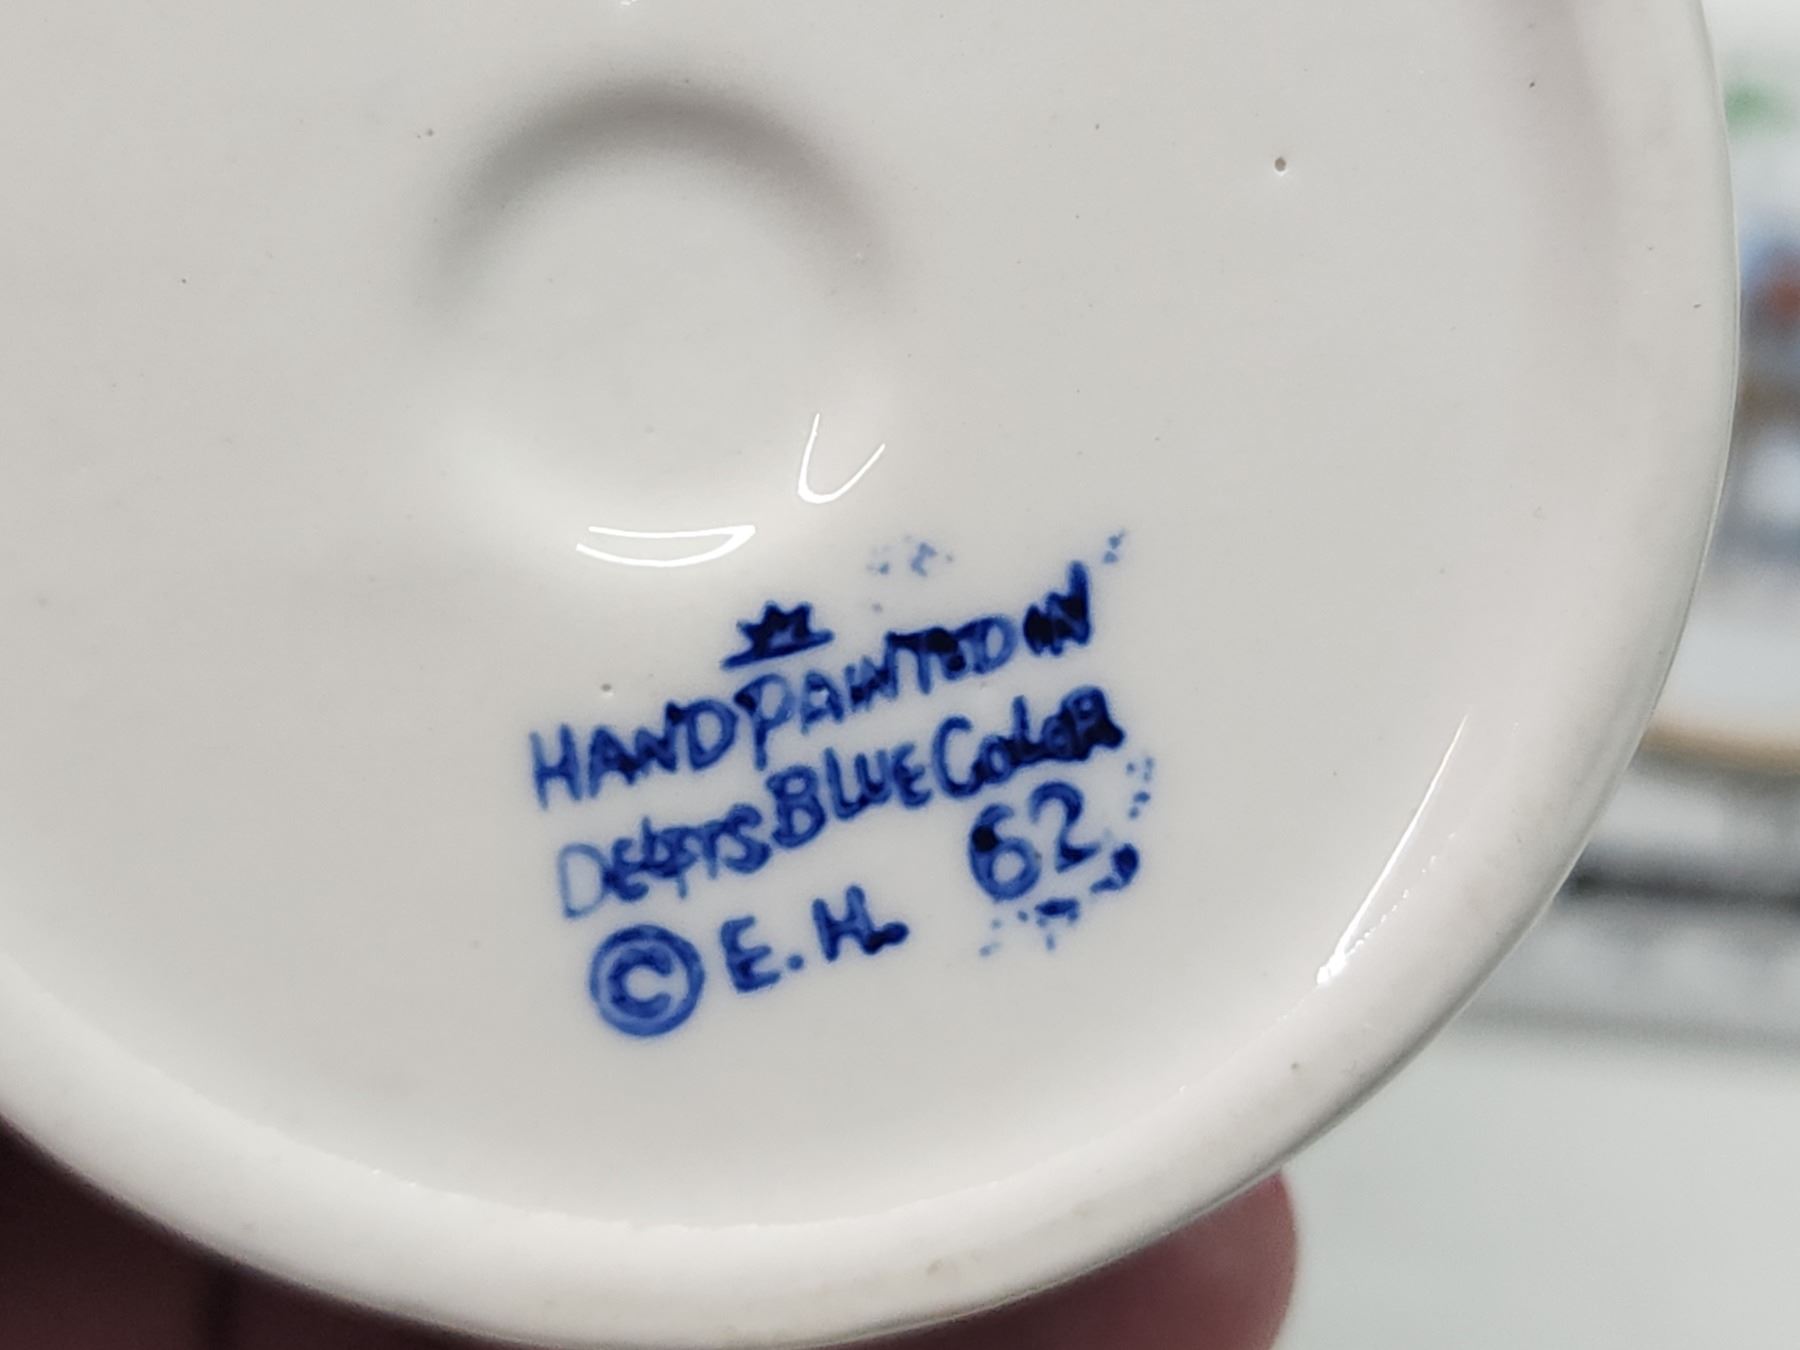 HAND PAINTED IN
DELFTS BLUE COLOR
62
© E. H.